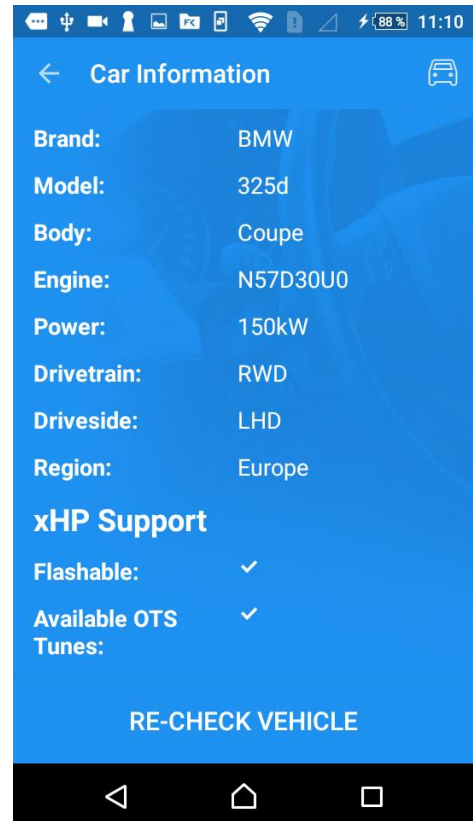 88 % 11:10
Car Information
Brand: BMW
Model: 325d
Body: Coupe
Engine: N57D30U0
Power: 150kW
Drivetrain: RWD
Driveside: LHD
Region: Europe
xHP Support
Flashable: ✓
Available OTS ✓
Tunes:
RE-CHECK VEHICLE